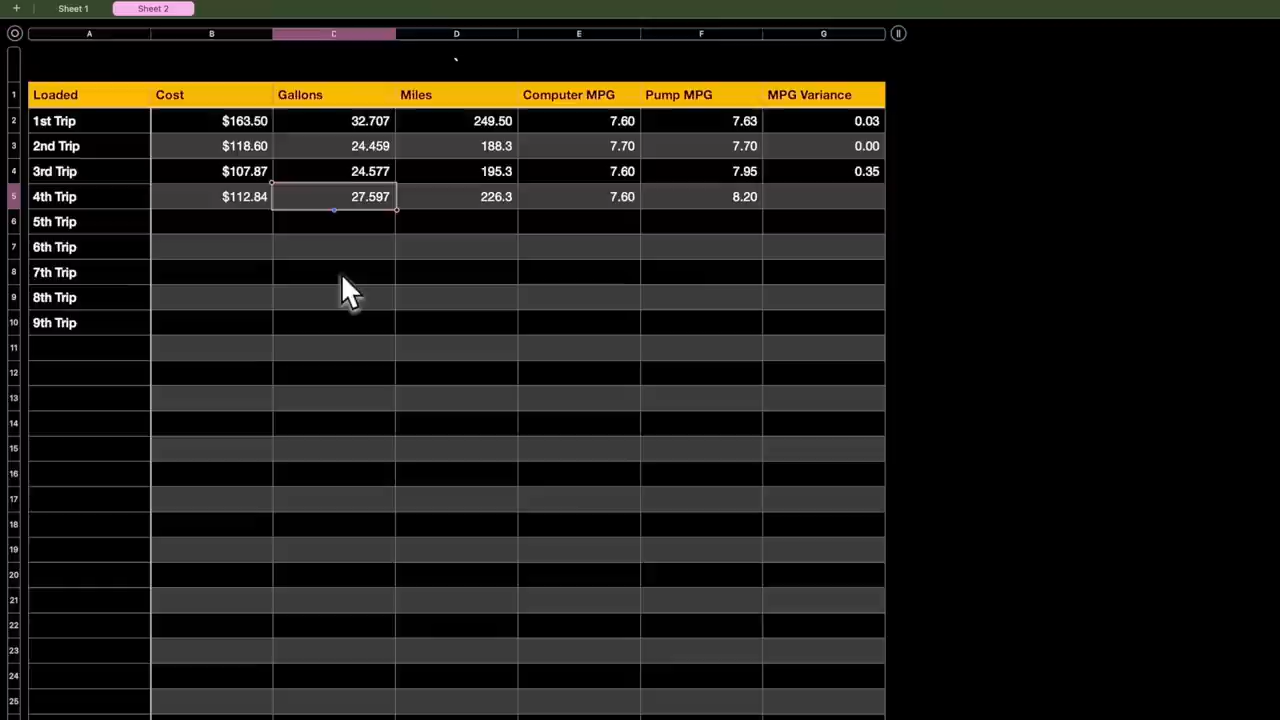 + Sheet 1 Sheet 2
A B C D E F G
`
1 Loaded Cost Gallons Miles Computer MPG Pump MPG MPG Variance
2 1st Trip $163.50 32.707 249.50 7.60 7.63 0.03
3 2nd Trip $118.60 24.459 188.3 7.70 7.70 0.00
4 3rd Trip $107.87 24.577 195.3 7.60 7.95 0.35
5 4th Trip $112.84 27.597 226.3 7.60 8.20
6 5th Trip
7 6th Trip
8 7th Trip
9 8th Trip
10 9th Trip
11
12
13
14
15
16
17
18
19
20
21
22
23
24
25